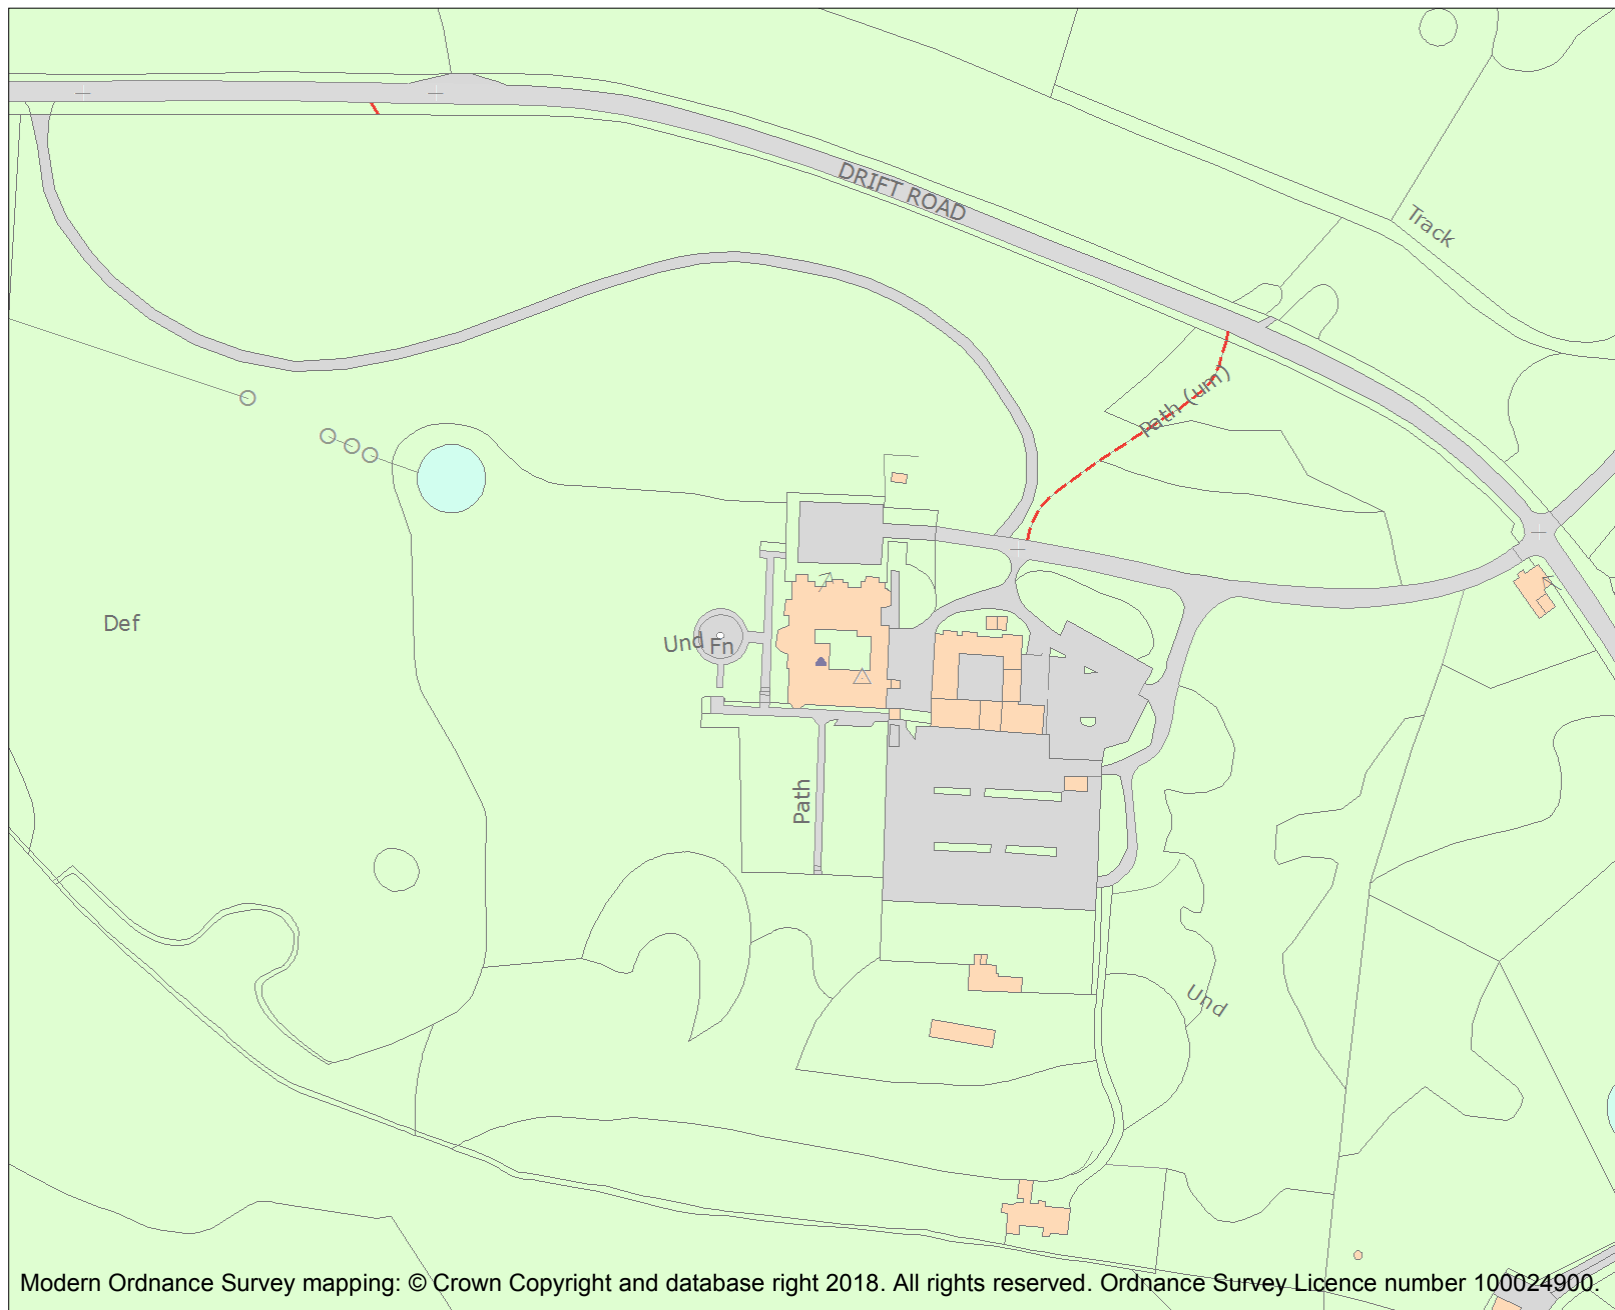 DRIFT ROAD
Track
Path (um)
Def
Und
Fn
Path
Und
Modern Ordnance Survey mapping: © Crown Copyright and database right 2018. All rights reserved. Ordnance Survey Licence number 100024900.